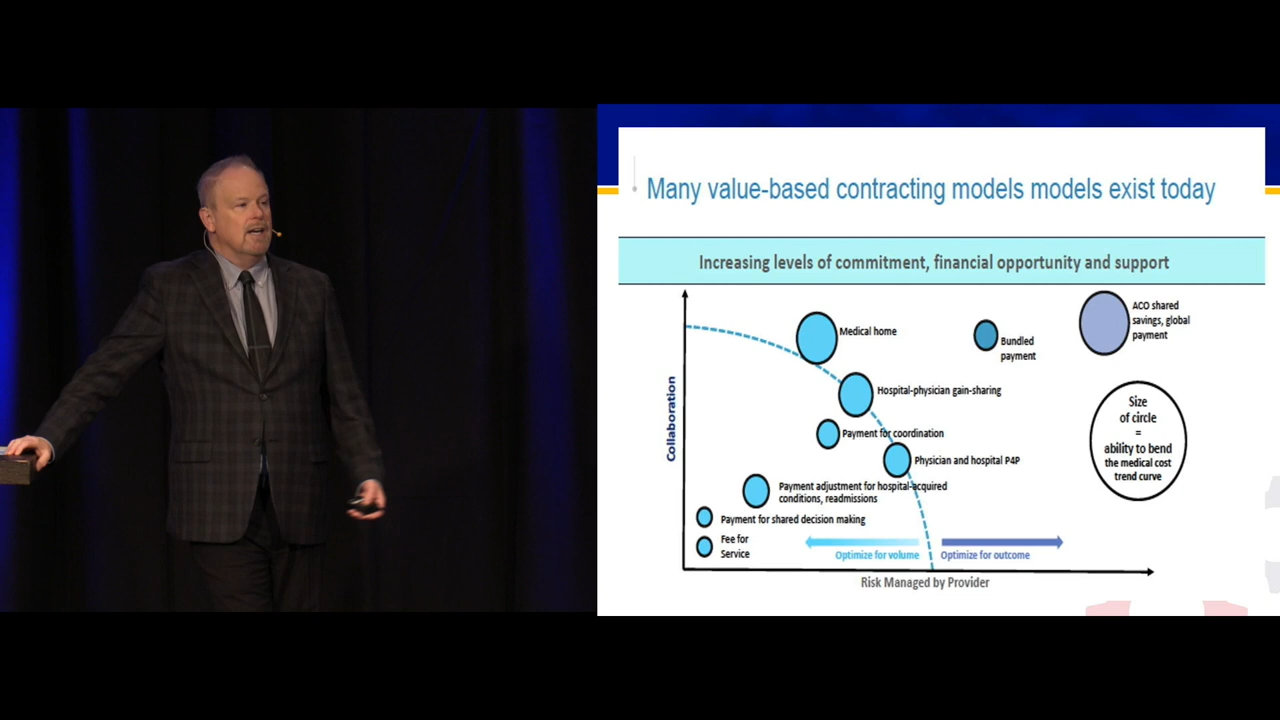 Many value-based contracting models models exist today
Increasing levels of commitment, financial opportunity and support
Collaboration
Medical home
Bundled
payment
ACO shared
savings, global
payment
Hospital-physician gain-sharing
Payment for coordination
Physician and hospital P4P
Payment adjustment for hospital-acquired
conditions, readmissions
Payment for shared decision making
Fee for
Service
Size
of circle
=
ability to bend
the medical cost
trend curve
Optimize for volume
Optimize for outcome
Risk Managed by Provider